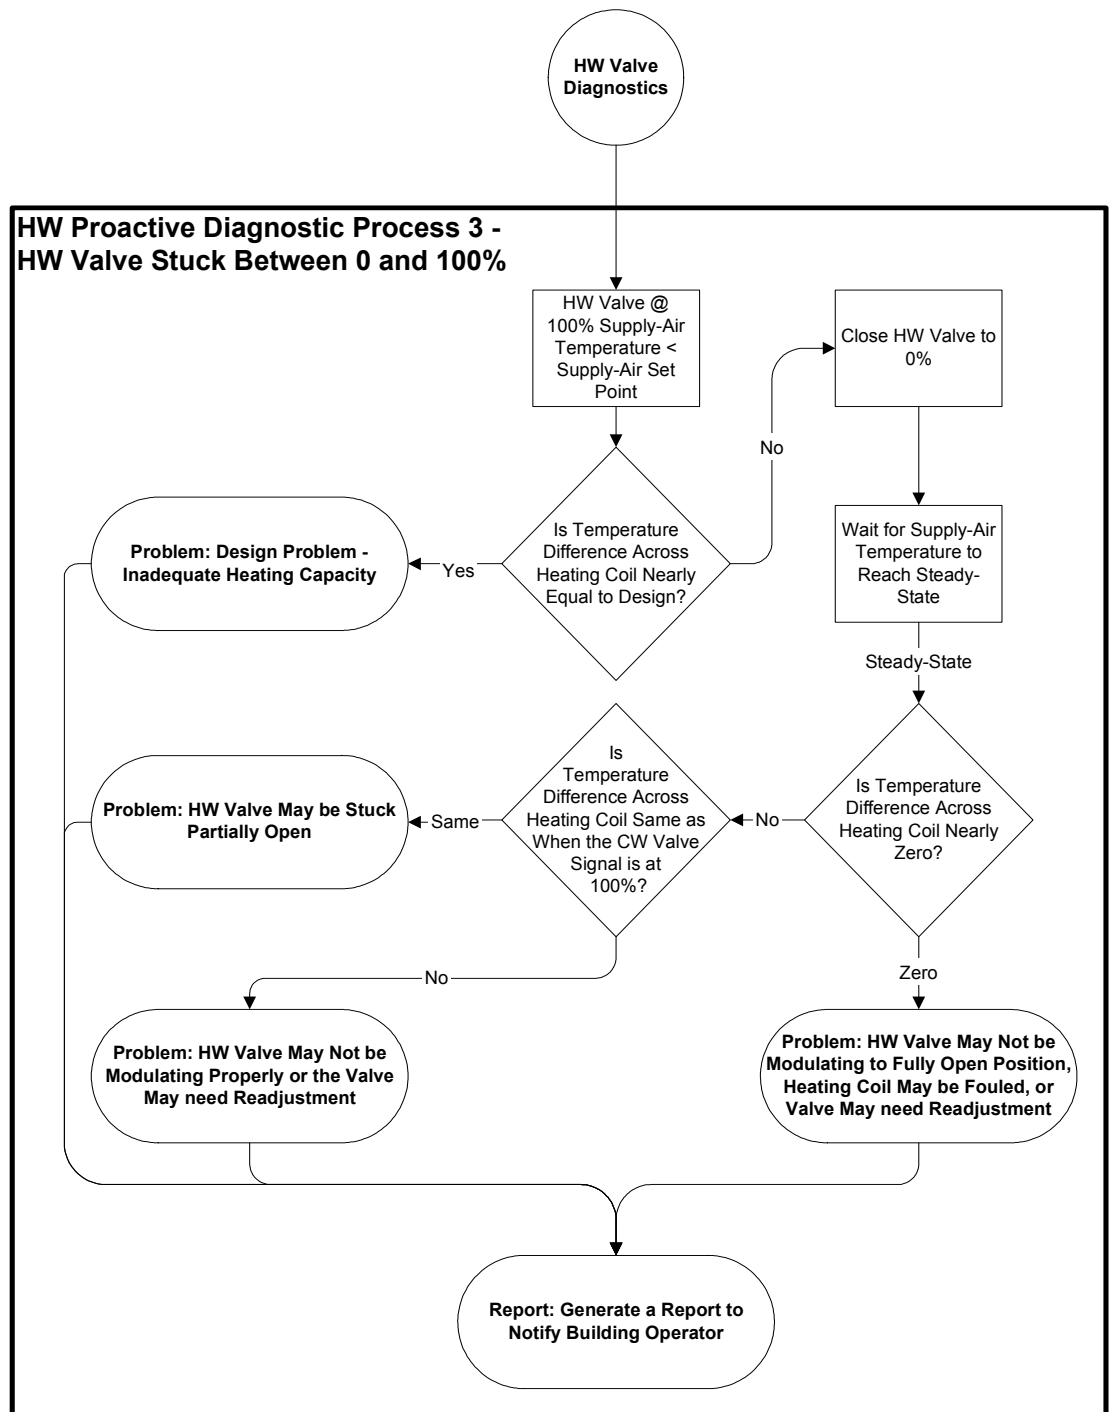 HW Valve
Diagnostics
HW Proactive Diagnostic Process 3 -
HW Valve Stuck Between 0 and 100%
HW Valve @
100% Supply-Air
Temperature <
Supply-Air Set
Point
Close HW Valve to
0%
No
Is Temperature
Difference Across
Heating Coil Nearly
Equal to Design?
Yes
Problem: Design Problem -
Inadequate Heating Capacity
Wait for Supply-Air
Temperature to
Reach Steady-
State
Steady-State
Is Temperature
Difference Across
Heating Coil Nearly
Zero?
No
Is
Temperature
Difference Across
Heating Coil Same as
When the CW Valve
Signal is at
100%?
Same
Problem: HW Valve May be Stuck
Partially Open
No
Zero
Problem: HW Valve May Not be
Modulating Properly or the Valve
May need Readjustment
Problem: HW Valve May Not be
Modulating to Fully Open Position,
Heating Coil May be Fouled, or
Valve May need Readjustment
Report: Generate a Report to
Notify Building Operator